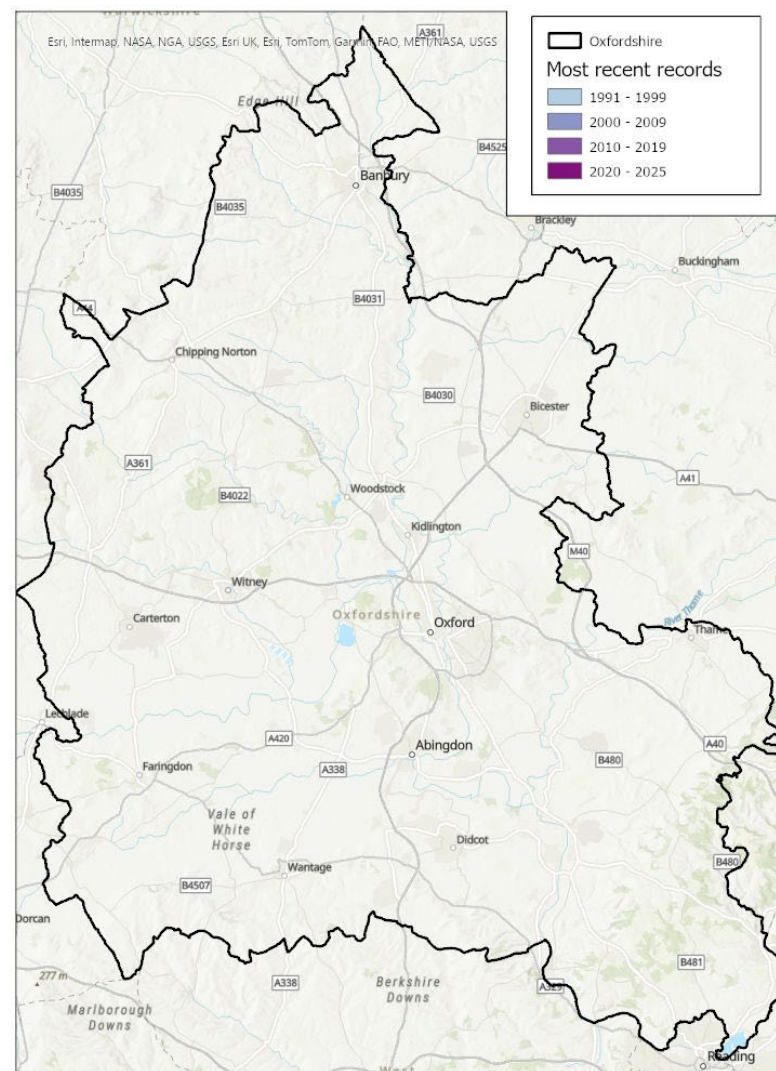 Warwickshire
Esri, Intermap, NASA, NGA, USGS, Esri UK, Esri, TomTom, Garmin, FAO, METI/NASA, USGS
A361
Oxfordshire
Most recent records
1991 - 1999
2000 - 2009
2010 - 2019
2020 - 2025
Edge Hill
B4525
Banbury
B4035
B4035
Brackley
Buckingham
B4031
A44
Chipping Norton
B4030
Bicester
A361
B4022
Woodstock
A41
Kidlington
M40
Witney
Carterton
Oxfordshire
Oxford
River Thame
Thame
Lechlade
A420
Abingdon
A40
Faringdon
A338
B480
Vale of
White
Horse
Didcot
B480
Wantage
B4507
Dorcan
277 m
A338
Berkshire
Downs
A329
B481
Marlborough
Downs
Reading
West